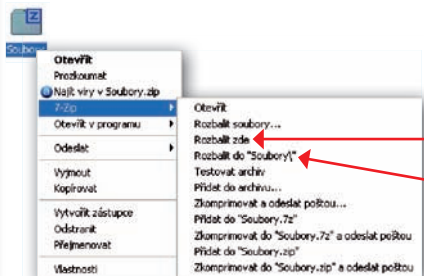 Soubory
Otevřít
Prozkoumat
Najít viry v Soubory.zip
7-Zip
Otevřít v programu
Odeslat
Vyjmout
Kopírovat
Vytvořit zástupce
Odstranit
Přejmenovat
Vlastnosti
Otevřít
Rozbalit soubory...
Rozbalit zde
Rozbalit do "Soubory\"
Testovat archiv
Přidat do archivu...
Zkomprimovat a odeslat poštou...
Přidat do "Soubory.7z"
Zkomprimovat do "Soubory.7z" a odeslat poštou
Přidat do "Soubory.zip"
Zkomprimovat do "Soubory.zip" a odeslat poštou